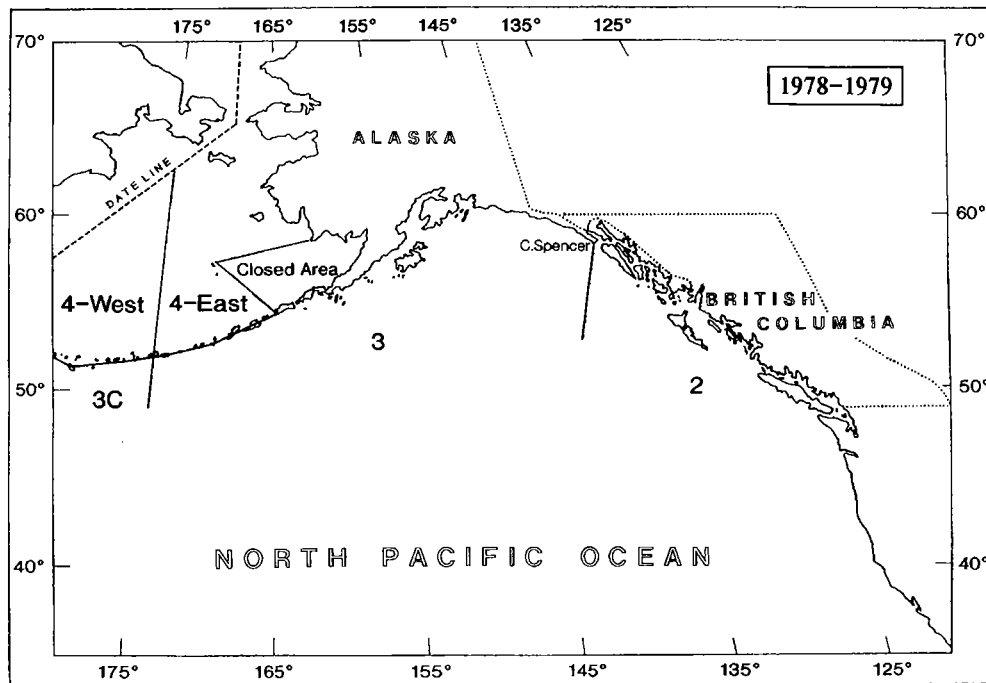 175° 165° 155° 145° 135° 125°
70° 70°
1978–1979
ALASKA
DATE LINE
60° 60°
C.Spencer
Closed Area
4-West 4-East
BRITISH
COLUMBIA
3
2
50° 50°
3C
NORTH PACIFIC OCEAN
40° 40°
175° 165° 155° 145° 135° 125°